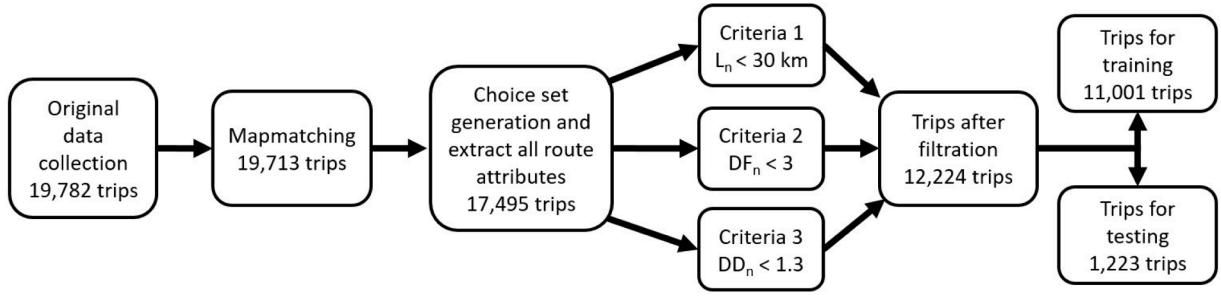 Original
data
collection
19,782 trips
Mapmatching
19,713 trips
Choice set
generation and
extract all route
attributes
17,495 trips
Criteria 1
Lₙ < 30 km
Criteria 2
DFₙ < 3
Criteria 3
DDₙ < 1.3
Trips after
filtration
12,224 trips
Trips for
training
11,001 trips
Trips for
testing
1,223 trips